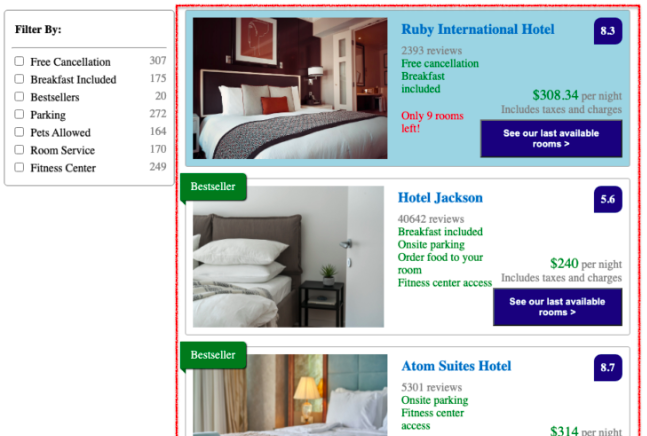 Filter By:
Free Cancellation 307
Breakfast Included 175
Bestsellers 20
Parking 272
Pets Allowed 164
Room Service 170
Fitness Center 249
Ruby International Hotel 8.3
2393 reviews
Free cancellation
Breakfast
included
Only 9 rooms
left!
$308.34 per night
Includes taxes and charges
See our last available
rooms >
Bestseller
Hotel Jackson 5.6
40642 reviews
Breakfast included
Onsite parking
Order food to your
room
Fitness center access
$240 per night
Includes taxes and charges
See our last available
rooms >
Bestseller
Atom Suites Hotel 8.7
5301 reviews
Onsite parking
Fitness center
access
$314 per night